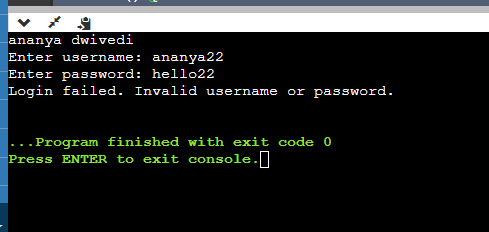 ananya dwivedi
Enter username: ananya22
Enter password: hello22
Login failed. Invalid username or password.
...Program finished with exit code 0
Press ENTER to exit console.